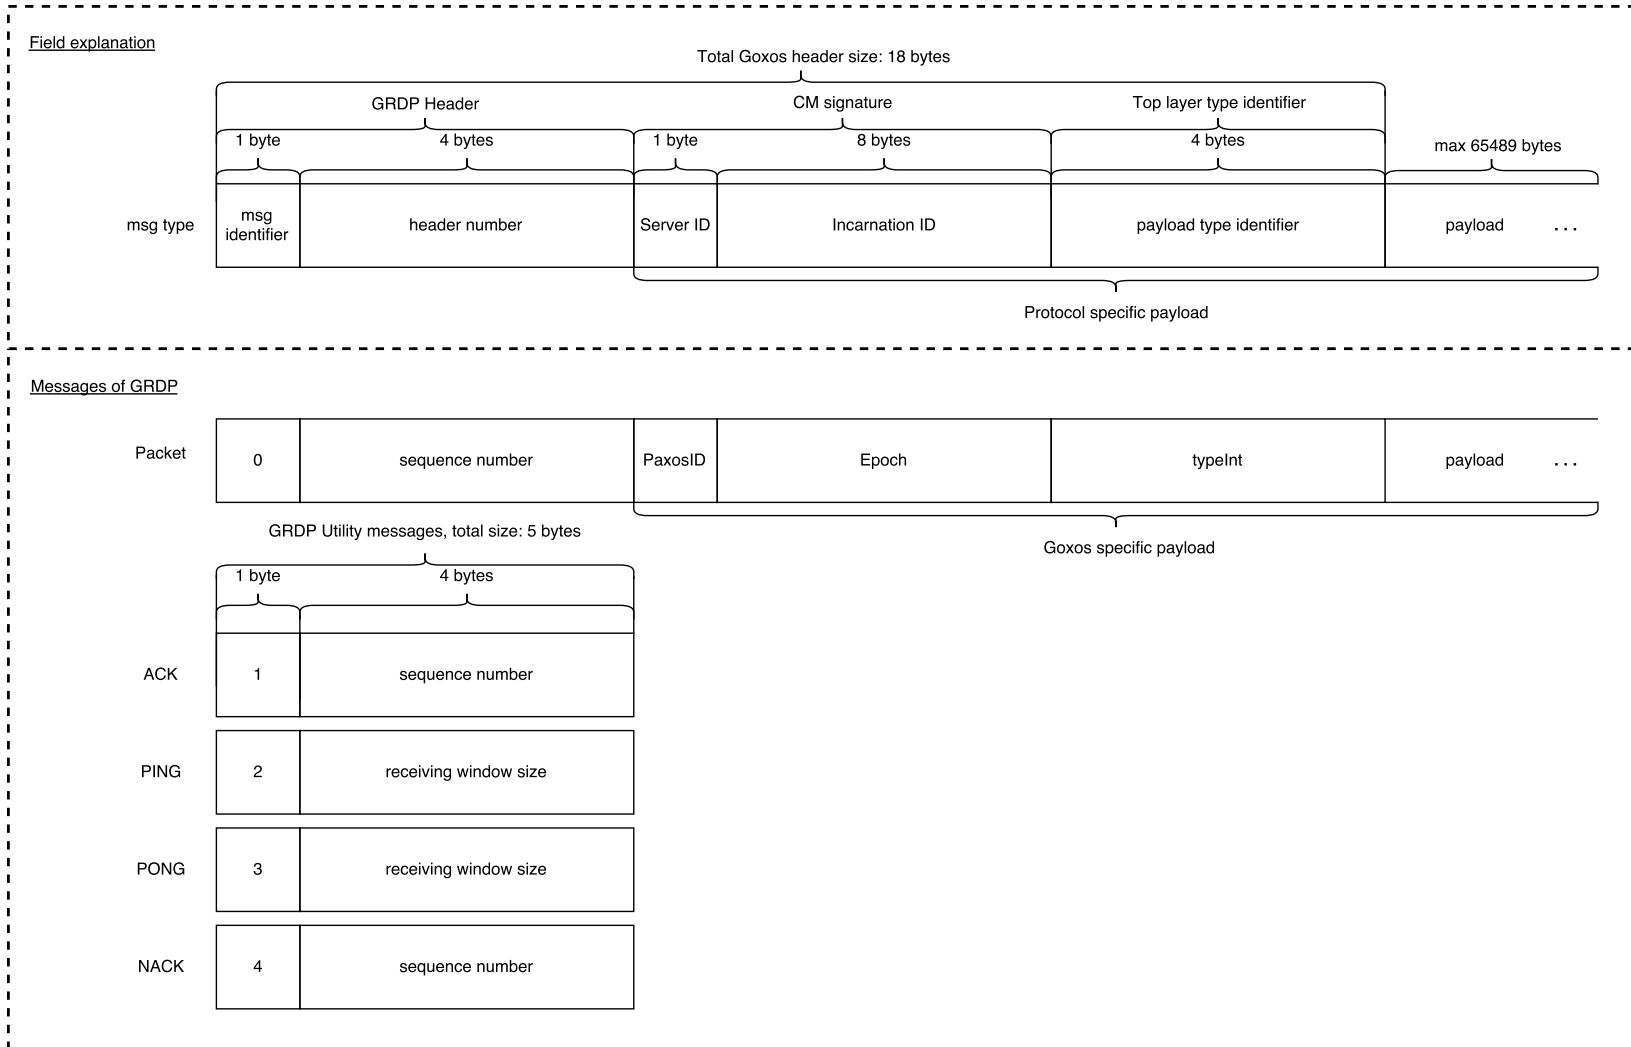 Field explanation
Total Goxos header size: 18 bytes
GRDP Header
CM signature
Top layer type identifier
1 byte
4 bytes
1 byte
8 bytes
4 bytes
max 65489 bytes
msg type
msg
identifier
header number
Server ID
Incarnation ID
payload type identifier
payload
...
Protocol specific payload
Messages of GRDP
Packet
0
sequence number
PaxosID
Epoch
typeInt
payload
...
GRDP Utility messages, total size: 5 bytes
Goxos specific payload
1 byte
4 bytes
ACK
1
sequence number
PING
2
receiving window size
PONG
3
receiving window size
NACK
4
sequence number